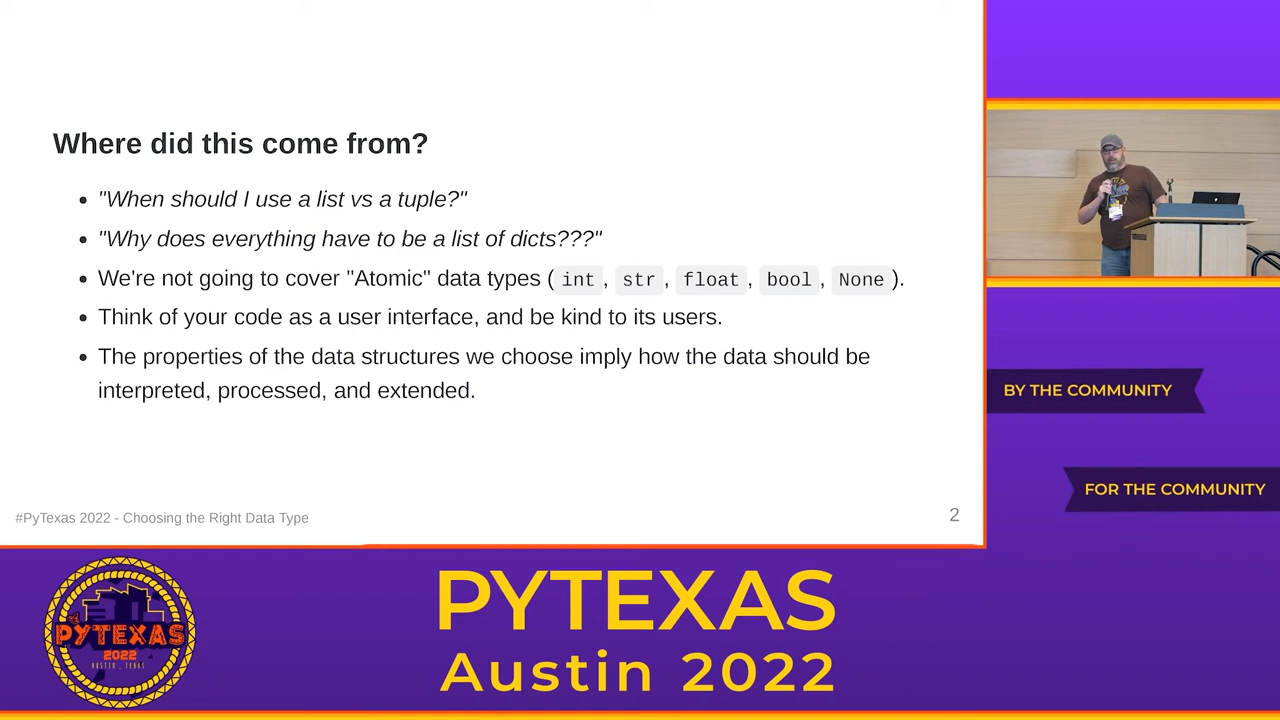 Where did this come from?
"When should I use a list vs a tuple?"
"Why does everything have to be a list of dicts???"
We're not going to cover "Atomic" data types ( int , str , float , bool , None ).
Think of your code as a user interface, and be kind to its users.
The properties of the data structures we choose imply how the data should be
interpreted, processed, and extended.
#PyTexas 2022 - Choosing the Right Data Type
2
BY THE COMMUNITY
FOR THE COMMUNITY
PYTEXAS
2022
AUSTIN, TEXAS
PYTEXAS
Austin 2022